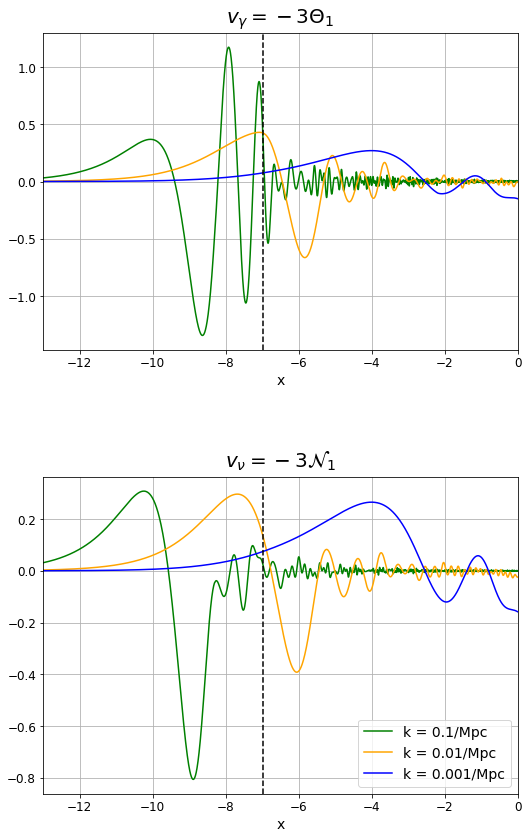 v_γ = −3Θ_1
1.0
0.5
0.0
−0.5
−1.0
−12 −10 −8 −6 −4 −2 0
x
v_ν = −3𝒩_1
0.2
0.0
−0.2
−0.4
−0.6
−0.8
k = 0.1/Mpc
k = 0.01/Mpc
k = 0.001/Mpc
−12 −10 −8 −6 −4 −2 0
x